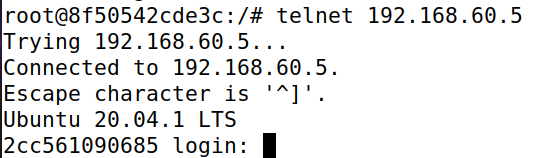 root@8f50542cde3c:/# telnet 192.168.60.5
Trying 192.168.60.5...
Connected to 192.168.60.5.
Escape character is '^]'.
Ubuntu 20.04.1 LTS
2cc561090685 login: